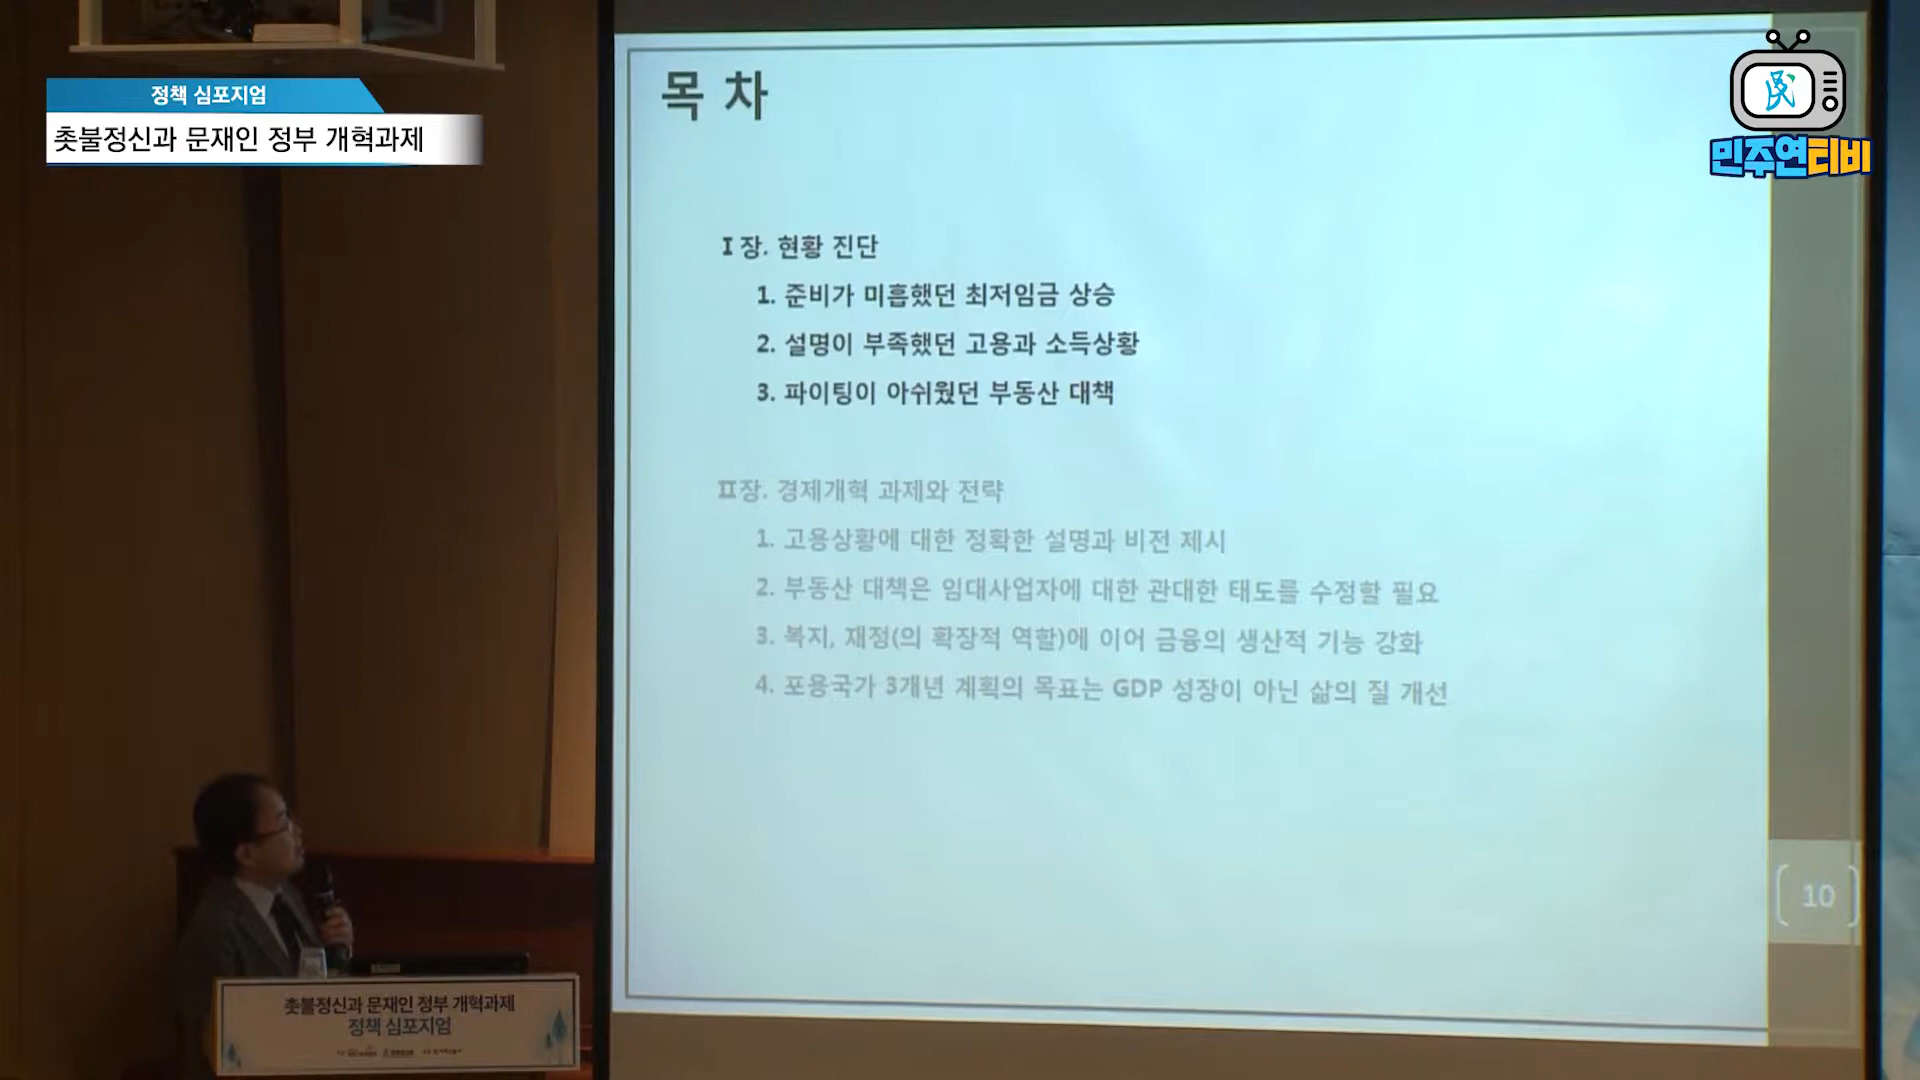 정책 심포지엄
촛불정신과 문재인 정부 개혁과제
민주연티비
목 차
Ⅰ장. 현황 진단
1. 준비가 미흡했던 최저임금 상승
2. 설명이 부족했던 고용과 소득상황
3. 파이팅이 아쉬웠던 부동산 대책
Ⅱ장. 경제개혁 과제와 전략
1. 고용상황에 대한 정확한 설명과 비전 제시
2. 부동산 대책은 임대사업자에 대한 관대한 태도를 수정할 필요
3. 복지, 재정(의 확장적 역할)에 이어 금융의 생산적 기능 강화
4. 포용국가 3개년 계획의 목표는 GDP 성장이 아닌 삶의 질 개선
10
촛불정신과 문재인 정부 개혁과제
정책 심포지엄